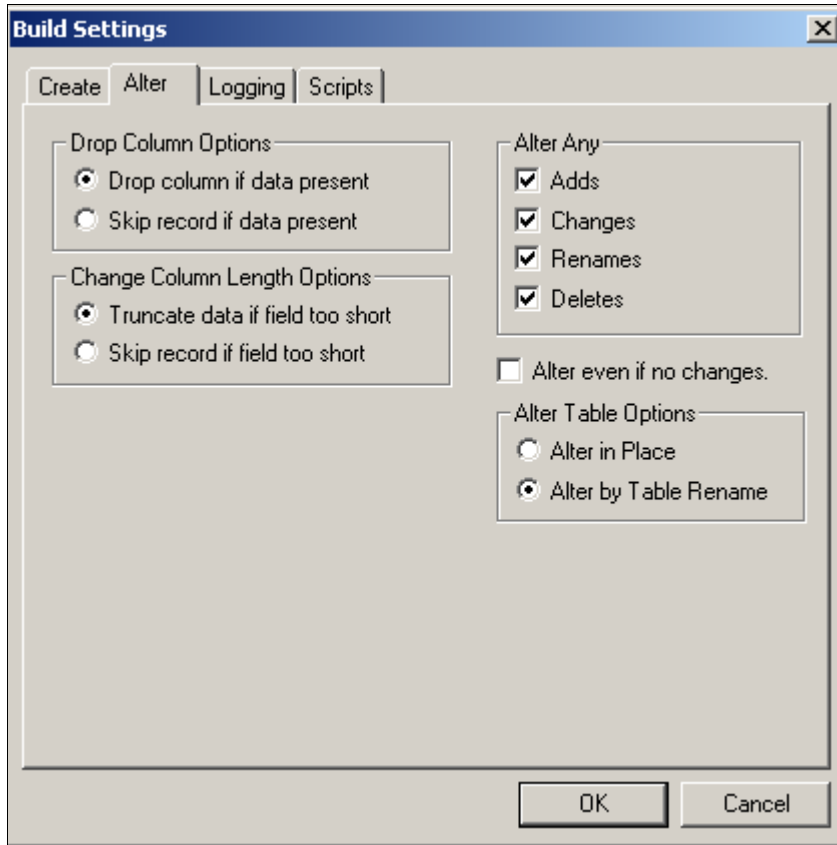 Build Settings
Create Alter Logging Scripts
Drop Column Options
Drop column if data present
Skip record if data present
Change Column Length Options
Truncate data if field too short
Skip record if field too short
Alter Any
Adds
Changes
Renames
Deletes
Alter even if no changes.
Alter Table Options
Alter in Place
Alter by Table Rename
OK Cancel